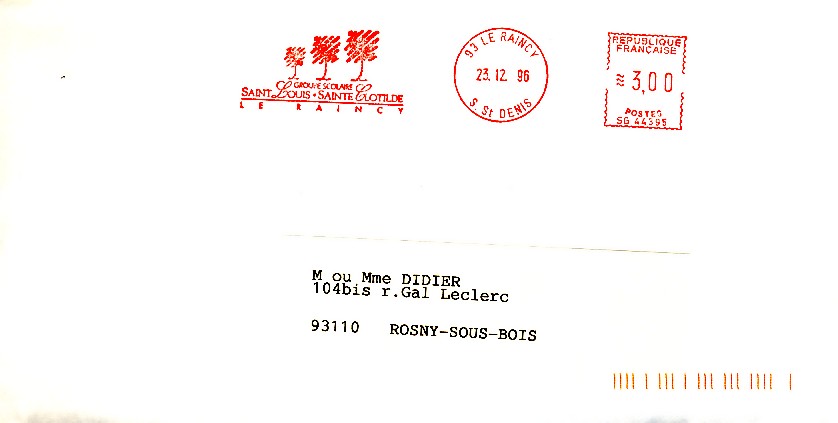 GROUPE SCOLAIRE
SAINT LOUIS • SAINTE CLOTILDE
LE RAINCY
93 LE RAINCY
23.12.96
S. St DENIS
REPUBLIQUE
FRANCAISE
≈ 3,00
POSTES
SG 44395
M ou Mme DIDIER
104bis r.Gal Leclerc
93110 ROSNY-SOUS-BOIS